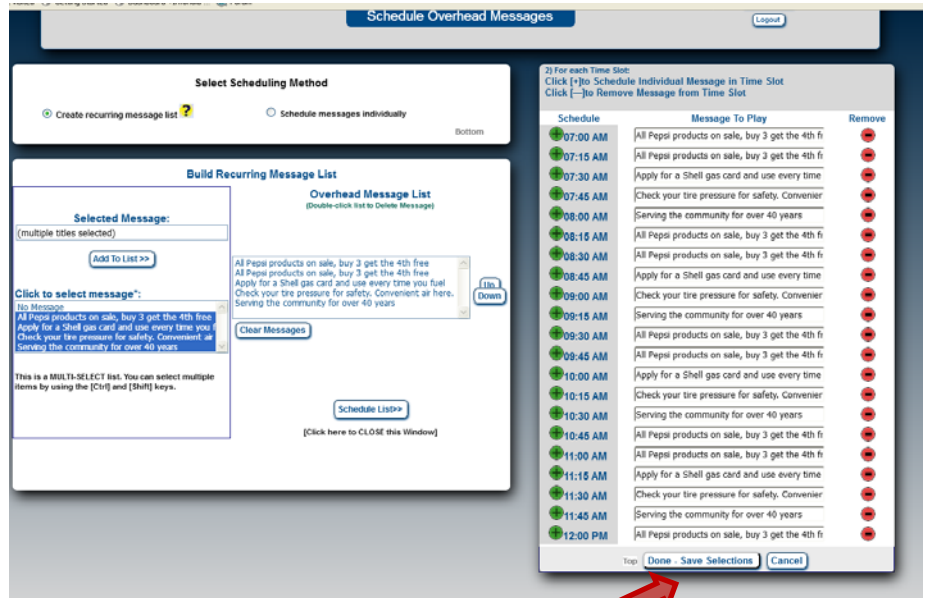 Schedule Overhead Messages
Logout
Select Scheduling Method
Create recurring message list ?
Schedule messages individually
Bottom
Build Recurring Message List
Selected Message:
(multiple titles selected)
Add To List >>
Click to select message*:
No Message
All Pepsi products on sale, buy 3 get the 4th free
Apply for a Shell gas card and use every time you f
Check your tire pressure for safety. Convenient air
Serving the community for over 40 years
This is a MULTI-SELECT list. You can select multiple
items by using the [Ctrl] and [Shift] keys.
Overhead Message List
(Double-click list to Delete Message)
All Pepsi products on sale, buy 3 get the 4th free
All Pepsi products on sale, buy 3 get the 4th free
Apply for a Shell gas card and use every time you fuel
Check your tire pressure for safety. Convenient air here.
Serving the community for over 40 years
Up
Down
Clear Messages
Schedule List>>
[Click here to CLOSE this Window]
2) For each Time Slot:
Click [+]to Schedule Individual Message in Time Slot
Click [—]to Remove Message from Time Slot
Schedule Message To Play Remove
07:00 AM All Pepsi products on sale, buy 3 get the 4th fr
07:15 AM All Pepsi products on sale, buy 3 get the 4th fr
07:30 AM Apply for a Shell gas card and use every time
07:45 AM Check your tire pressure for safety. Convenier
08:00 AM Serving the community for over 40 years
08:15 AM All Pepsi products on sale, buy 3 get the 4th fr
08:30 AM All Pepsi products on sale, buy 3 get the 4th fr
08:45 AM Apply for a Shell gas card and use every time
09:00 AM Check your tire pressure for safety. Convenier
09:15 AM Serving the community for over 40 years
09:30 AM All Pepsi products on sale, buy 3 get the 4th fr
09:45 AM All Pepsi products on sale, buy 3 get the 4th fr
10:00 AM Apply for a Shell gas card and use every time
10:15 AM Check your tire pressure for safety. Convenier
10:30 AM Serving the community for over 40 years
10:45 AM All Pepsi products on sale, buy 3 get the 4th fr
11:00 AM All Pepsi products on sale, buy 3 get the 4th fr
11:15 AM Apply for a Shell gas card and use every time
11:30 AM Check your tire pressure for safety. Convenier
11:45 AM Serving the community for over 40 years
12:00 PM All Pepsi products on sale, buy 3 get the 4th fr
Top Done - Save Selections Cancel